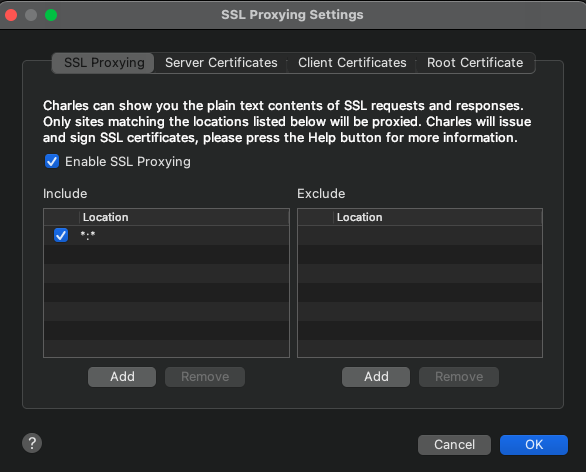 SSL Proxying Settings
SSL Proxying Server Certificates Client Certificates Root Certificate
Charles can show you the plain text contents of SSL requests and responses.
Only sites matching the locations listed below will be proxied. Charles will issue
and sign SSL certificates, please press the Help button for more information.
Enable SSL Proxying
Include Exclude
Location Location
*:*
Add Remove Add Remove
? Cancel OK